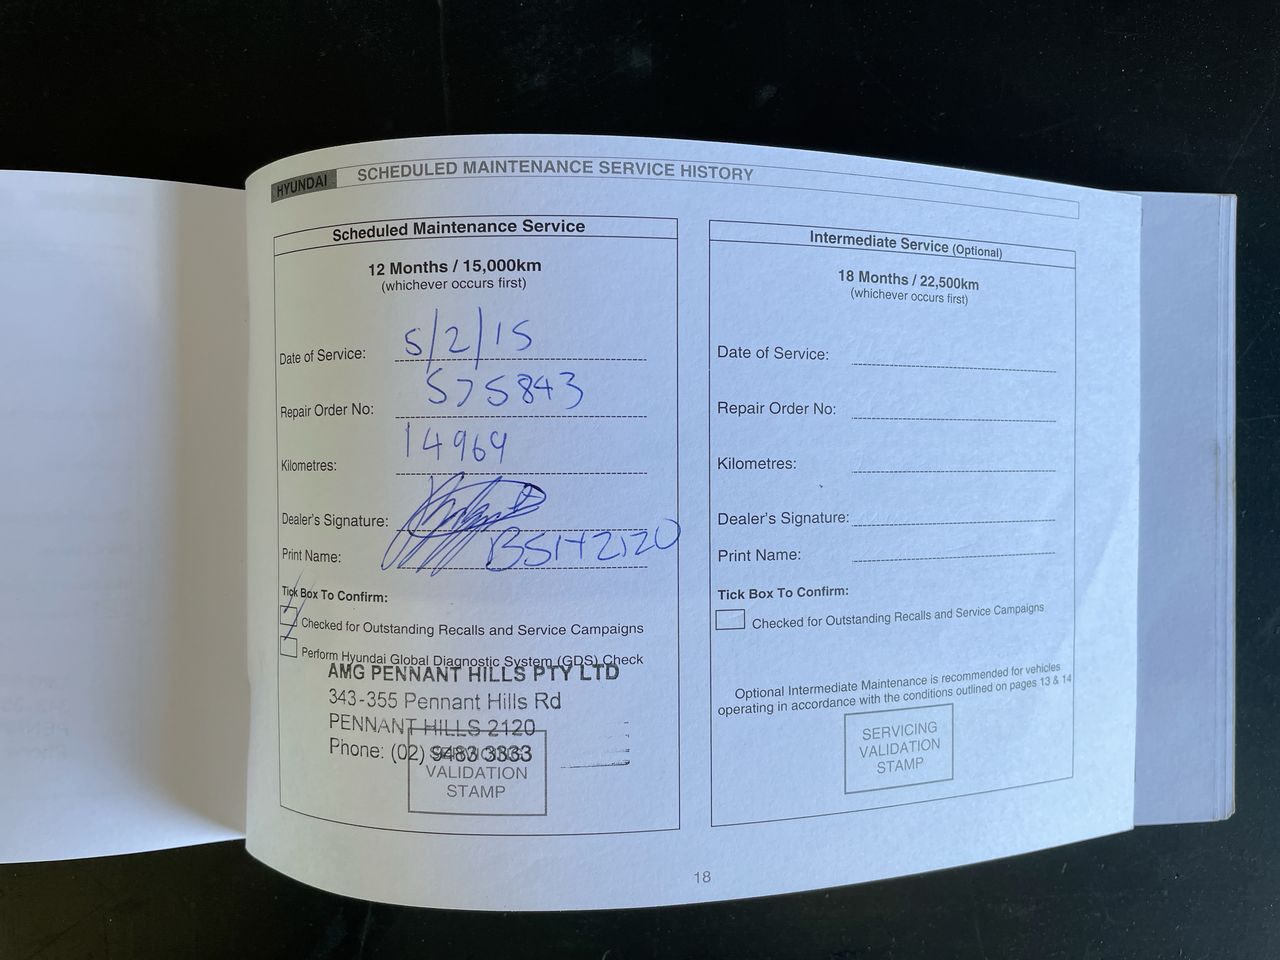 HYUNDAI SCHEDULED MAINTENANCE SERVICE HISTORY
Scheduled Maintenance Service
12 Months / 15,000km
(whichever occurs first)
Date of Service: 5/2/15
Repair Order No: 575843
Kilometres: 14969
Dealer's Signature:
Print Name:
Tick Box To Confirm:
Checked for Outstanding Recalls and Service Campaigns
Perform Hyundai Global Diagnostic System (GDS) Check
AMG PENNANT HILLS PTY LTD
343-355 Pennant Hills Rd
PENNANT HILLS 2120
Phone: (02) 9483 3333
SERVICING
VALIDATION
STAMP
Intermediate Service (Optional)
18 Months / 22,500km
(whichever occurs first)
Date of Service:
Repair Order No:
Kilometres:
Dealer's Signature:
Print Name:
Tick Box To Confirm:
Checked for Outstanding Recalls and Service Campaigns
Optional Intermediate Maintenance is recommended for vehicles
operating in accordance with the conditions outlined on pages 13 & 14
SERVICING
VALIDATION
STAMP
18